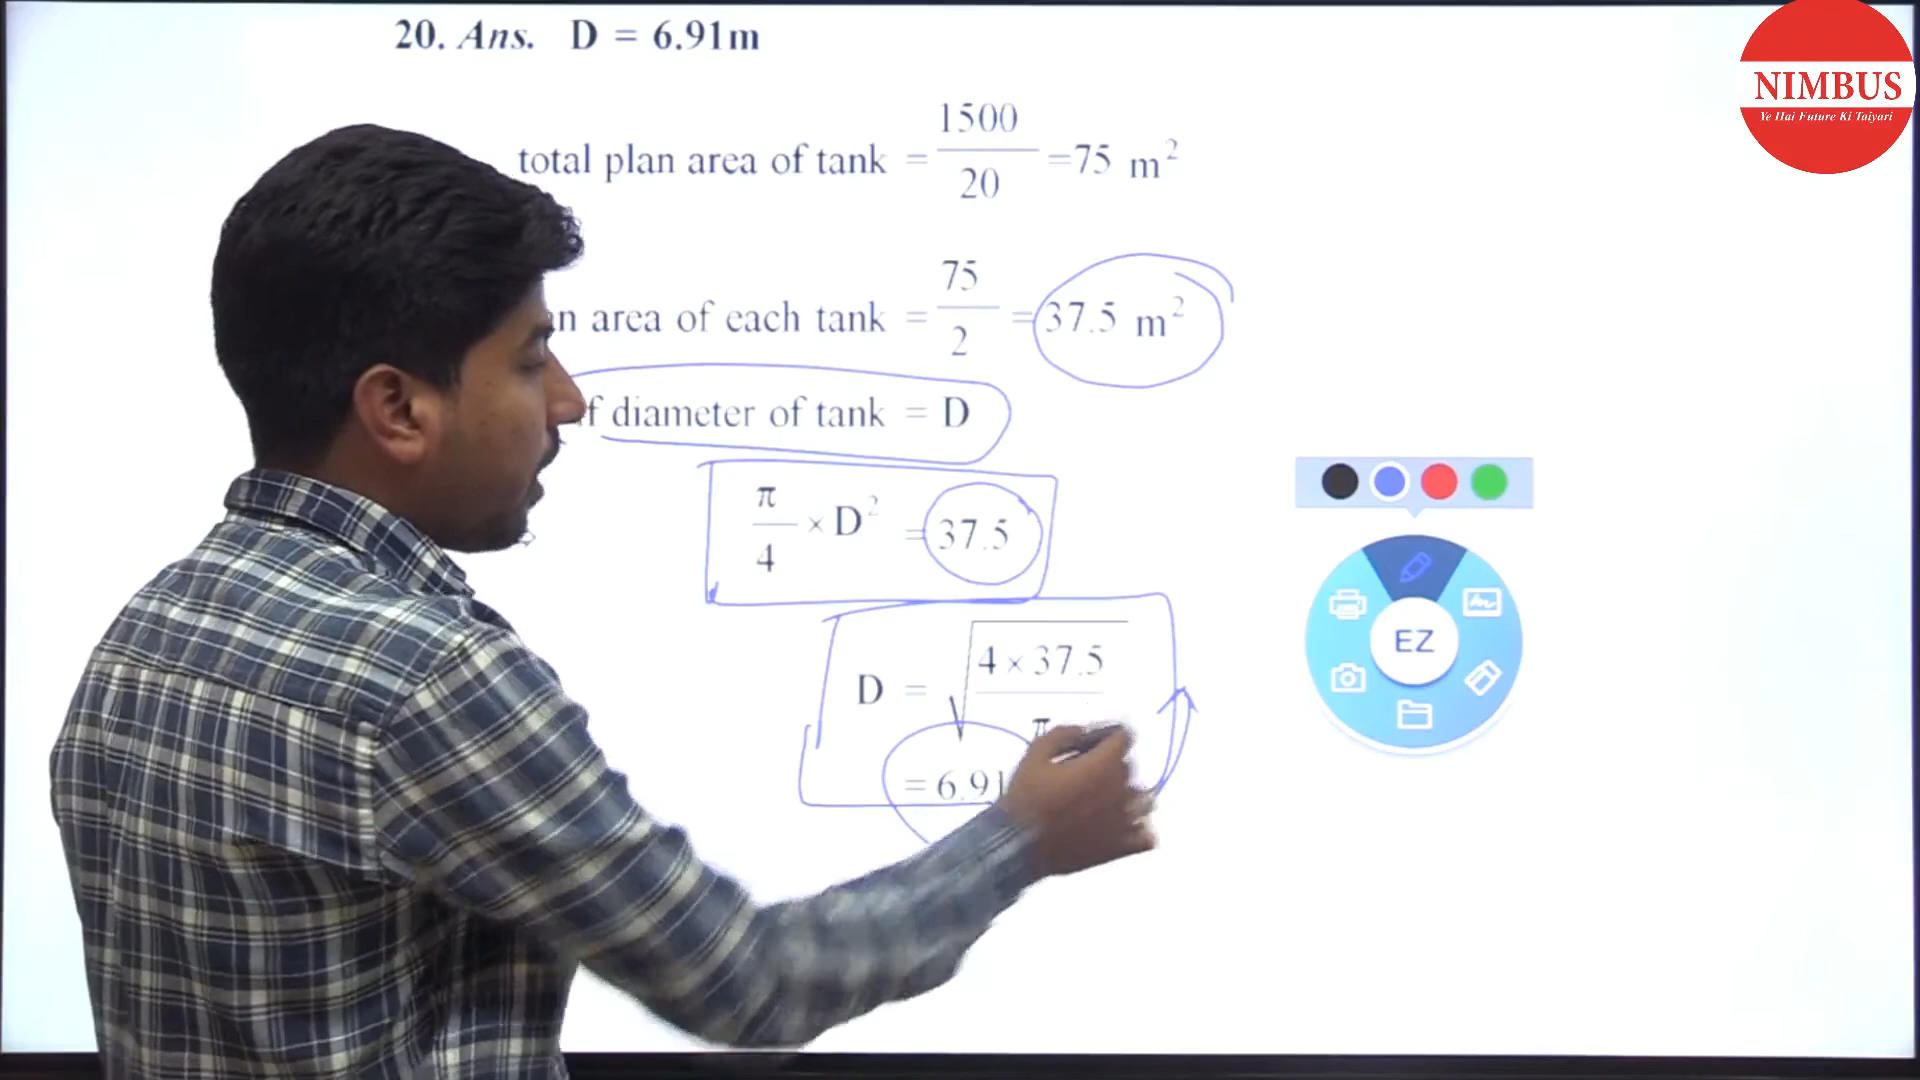 20. Ans. D = 6.91m
NIMBUS
Ye Hai Future Ki Taiyari
total plan area of tank = 1500/20 =75 m²
area of each tank = 75/2 = 37.5 m²
diameter of tank = D
π/4 × D² = 37.5
D = √(4 × 37.5/π)
= 6.91
EZ